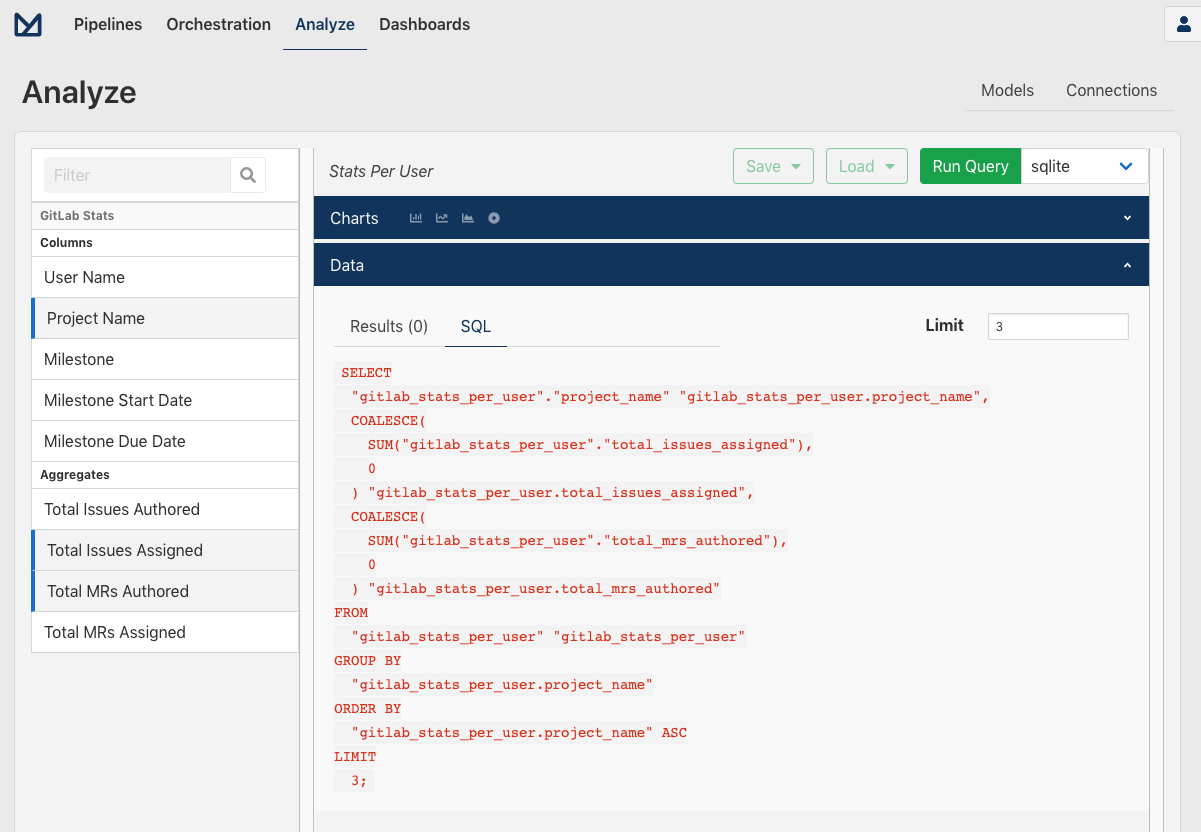 Pipelines Orchestration Analyze Dashboards
Analyze
Models Connections
Filter
GitLab Stats
Columns
User Name
Project Name
Milestone
Milestone Start Date
Milestone Due Date
Aggregates
Total Issues Authored
Total Issues Assigned
Total MRs Authored
Total MRs Assigned
Stats Per User
Save Load Run Query sqlite
Charts
Data
Results (0) SQL Limit 3
SELECT
"gitlab_stats_per_user"."project_name" "gitlab_stats_per_user.project_name",
COALESCE(
SUM("gitlab_stats_per_user"."total_issues_assigned"),
0
) "gitlab_stats_per_user.total_issues_assigned",
COALESCE(
SUM("gitlab_stats_per_user"."total_mrs_authored"),
0
) "gitlab_stats_per_user.total_mrs_authored"
FROM
"gitlab_stats_per_user" "gitlab_stats_per_user"
GROUP BY
"gitlab_stats_per_user.project_name"
ORDER BY
"gitlab_stats_per_user.project_name" ASC
LIMIT
3;